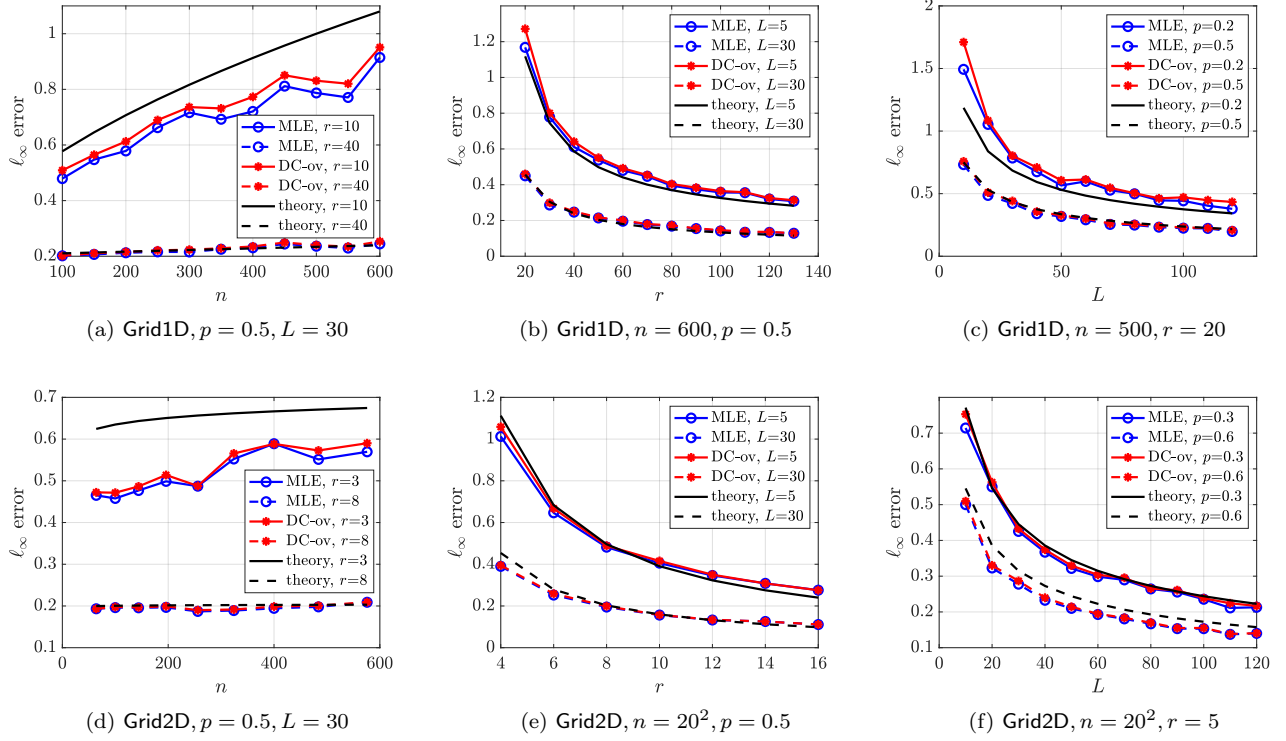 1
0.8
0.6
0.4
0.2
100
200
300
400
500
600
n
ℓ∞ error
MLE, r=10
MLE, r=40
DC-ov, r=10
DC-ov, r=40
theory, r=10
theory, r=40
(a) Grid1D, p = 0.5, L = 30
1.2
1
0.8
0.6
0.4
0.2
0
20
40
60
80
100
120
140
r
ℓ∞ error
MLE, L=5
MLE, L=30
DC-ov, L=5
DC-ov, L=30
theory, L=5
theory, L=30
(b) Grid1D, n = 600, p = 0.5
2
1.5
1
0.5
0
50
100
L
ℓ∞ error
MLE, p=0.2
MLE, p=0.5
DC-ov, p=0.2
DC-ov, p=0.5
theory, p=0.2
theory, p=0.5
(c) Grid1D, n = 500, r = 20
0.7
0.6
0.5
0.4
0.3
0.2
0.1
0
200
400
600
n
ℓ∞ error
MLE, r=3
MLE, r=8
DC-ov, r=3
DC-ov, r=8
theory, r=3
theory, r=8
(d) Grid2D, p = 0.5, L = 30
1.2
1
0.8
0.6
0.4
0.2
0
4
6
8
10
12
14
16
r
ℓ∞ error
MLE, L=5
MLE, L=30
DC-ov, L=5
DC-ov, L=30
theory, L=5
theory, L=30
(e) Grid2D, n = 20², p = 0.5
0.8
0.7
0.6
0.5
0.4
0.3
0.2
0.1
0
20
40
60
80
100
120
L
ℓ∞ error
MLE, p=0.3
MLE, p=0.6
DC-ov, p=0.3
DC-ov, p=0.6
theory, p=0.3
theory, p=0.6
(f) Grid2D, n = 20², r = 5